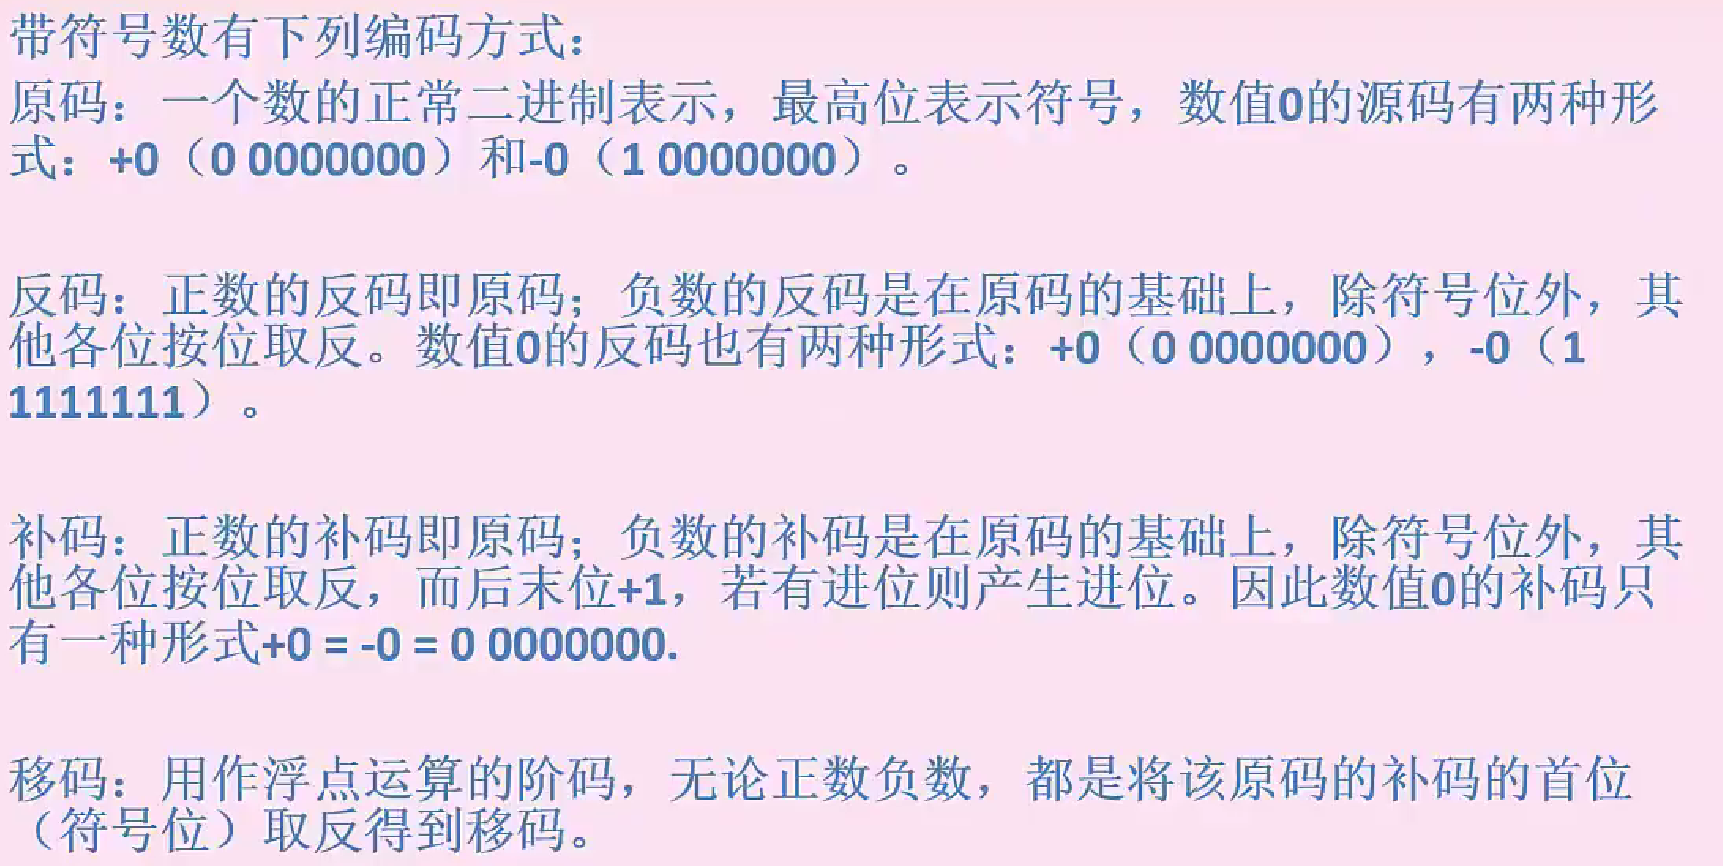 带符号数有下列编码方式：
原码：一个数的正常二进制表示，最高位表示符号，数值0的源码有两种形
式：+0（0 0000000）和-0（1 0000000）。
反码：正数的反码即原码；负数的反码是在原码的基础上，除符号位外，其
他各位按位取反。数值0的反码也有两种形式：+0（0 0000000），-0（1
1111111）。
补码：正数的补码即原码；负数的补码是在原码的基础上，除符号位外，其
他各位按位取反，而后末位+1，若有进位则产生进位。因此数值0的补码只
有一种形式+0 = -0 = 0 0000000.
移码：用作浮点运算的阶码，无论正数负数，都是将该原码的补码的首位
（符号位）取反得到移码。